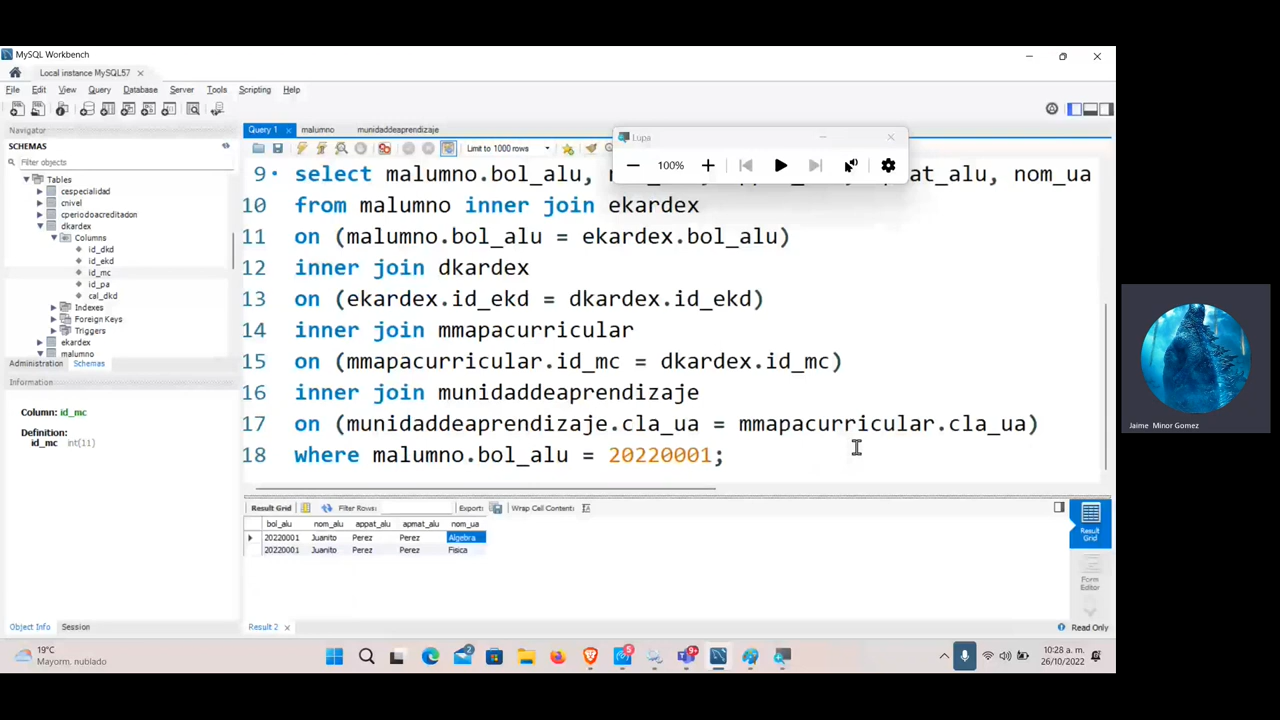 MySQL Workbench
Local instance MySQL57
File Edit View Query Database Server Tools Scripting Help
Navigator
SCHEMAS
Filter objects
Tables
cespecialidad
cnivel
cperiodoacreditadon
dkardex
Columns
id_dkd
id_ekd
id_mc
id_pa
cal_dkd
Indexes
Foreign Keys
Triggers
ekardex
malumno
Administration Schemas
Information
Column: id_mc
Definition:
id_mc int(11)
Object Info Session
Query 1 malumno munidaddeaprendizaje
Limit to 1000 rows
Lupa
100%
9 select malumno.bol_alu, nom_ua
10 from malumno inner join ekardex
11 on (malumno.bol_alu = ekardex.bol_alu)
12 inner join dkardex
13 on (ekardex.id_ekd = dkardex.id_ekd)
14 inner join mmapacurricular
15 on (mmapacurricular.id_mc = dkardex.id_mc)
16 inner join munidaddeaprendizaje
17 on (munidaddeaprendizaje.cla_ua = mmapacurricular.cla_ua)
18 where malumno.bol_alu = 20220001;
Result Grid Filter Rows: Export: Wrap Cell Content:
bol_alu nom_alu appat_alu apmat_alu nom_ua
20220001 Juanito Perez Perez Algebra
20220001 Juanito Perez Perez Fisica
Result Grid
Form Editor
Result 2
Read Only
Jaime Minor Gomez
19°C
Mayorm. nublado
2
5
9+
10:28 a. m.
26/10/2022